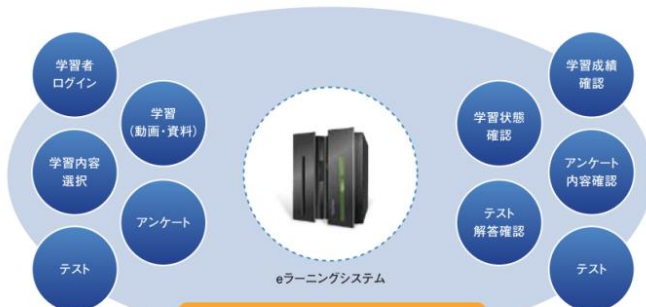 学習者
ログイン
学習
(動画・資料)
学習内容
選択
アンケート
テスト
eラーニングシステム
学習成績
確認
学習状態
確認
アンケート
内容確認
テスト
解答確認
テスト